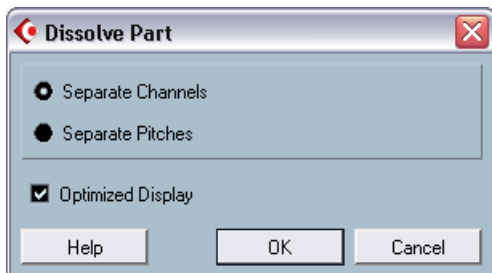 Dissolve Part
Separate Channels
Separate Pitches
Optimized Display
Help OK Cancel